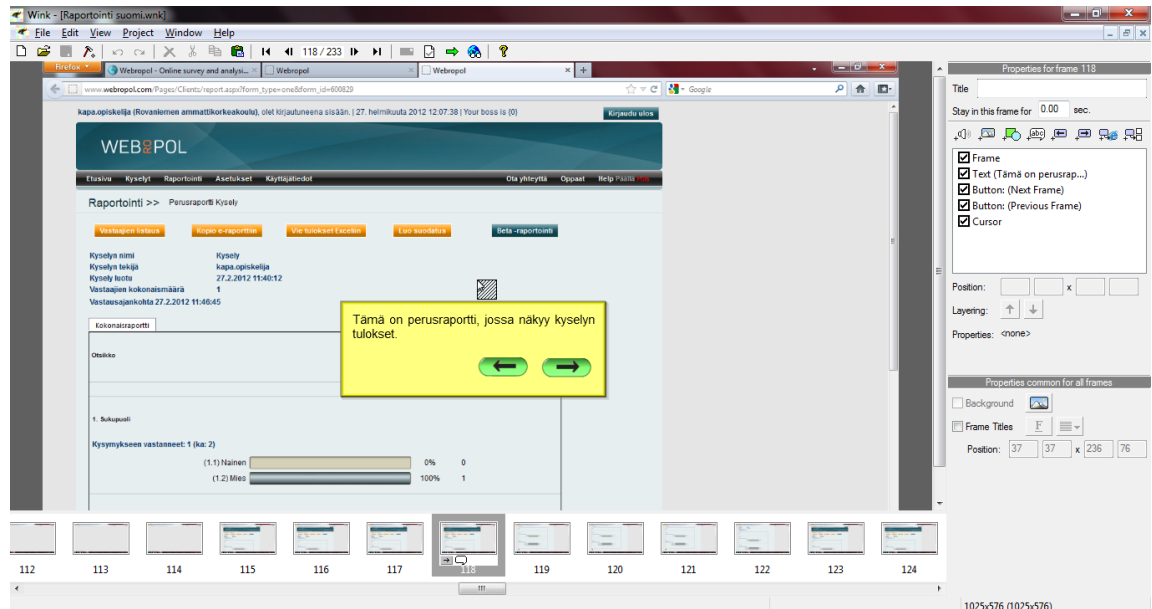 Wink - [Raportointi suomi.wnk]
File Edit View Project Window Help
118 / 233
Firefox
Webropol - Online survey and analysi...
Webropol
Webropol
www.webropol.com/Pages/Clients/report.aspx?form_type=one&form_id=600829
Google
kapa.opiskelija (Rovaniemen ammattikorkeakoulu), olet kirjautuneena sisään. | 27. helmikuuta 2012 12:07:38 | Your boss is (0)
Kirjaudu ulos
WEBROPOL
Etusivu Kyselyt Raportointi Asetukset Käyttäjätiedot Ota yhteyttä Oppaat Help Päällä
Raportointi >> Perusraportti Kysely
Vastaajien listaus Kopio e-raporttiin Vie tulokset Exceliin Luo suodatus Beta -raportointi
Kyselyn nimi Kysely
Kyselyn tekijä kapa.opiskelija
Kysely luotu 27.2.2012 11:40:12
Vastaajien kokonaismäärä 1
Vastausajankohta 27.2.2012 11:46:45
Kokonaisraportti
Otsikko
Tämä on perusraportti, jossa näkyy kyselyn
tulokset.
1. Sukupuoli
Kysymykseen vastanneet: 1 (ka: 2)
(1.1) Nainen 0% 0
(1.2) Mies 100% 1
Properties for frame 118
Title
Stay in this frame for 0.00 sec.
abc
Frame
Text (Tämä on perusrap...)
Button: (Next Frame)
Button: (Previous Frame)
Cursor
Position: x
Layering:
Properties: <none>
Properties common for all frames
Background
Frame Titles F
Position: 37 37 x 236 76
112 113 114 115 116 117 118 119 120 121 122 123 124
1025x576 (1025x576)